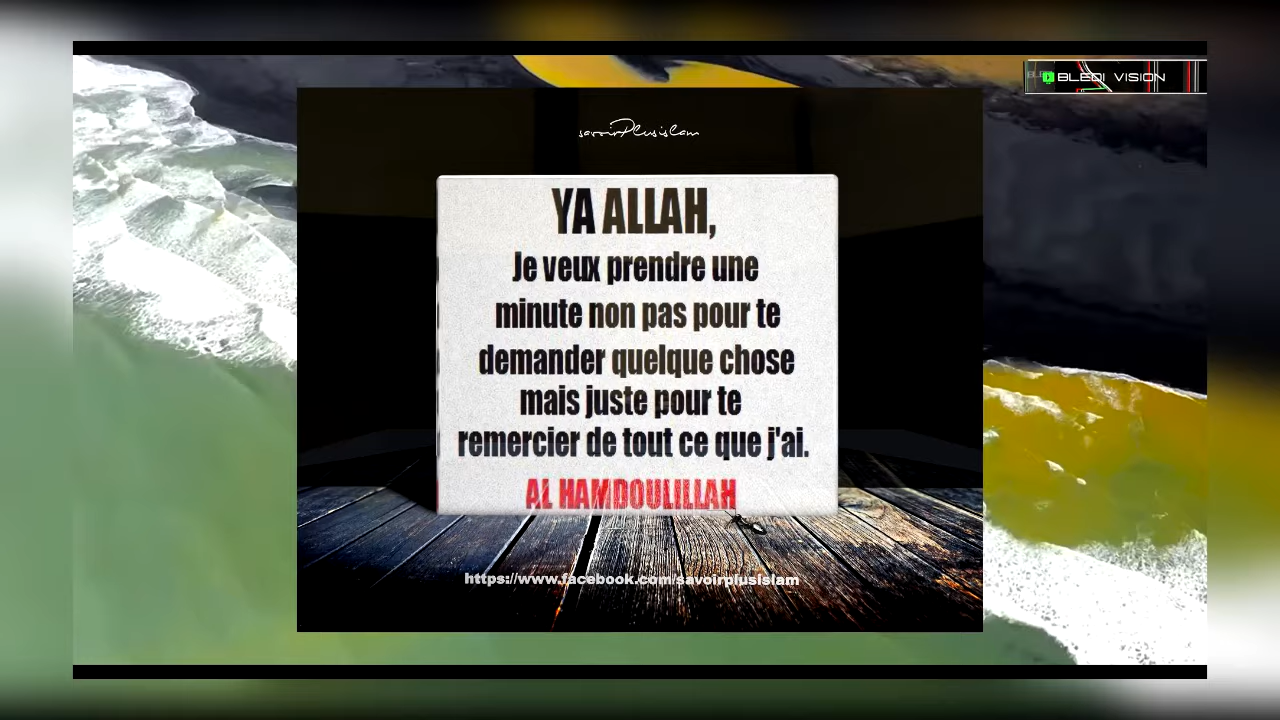 BLEDI VISION
savoirPlusislam
YA ALLAH,
Je veux prendre une
minute non pas pour te
demander quelque chose
mais juste pour te
remercier de tout ce que j'ai.
AL HAMDOULILLAH
https://www.facebook.com/savoirplusislam